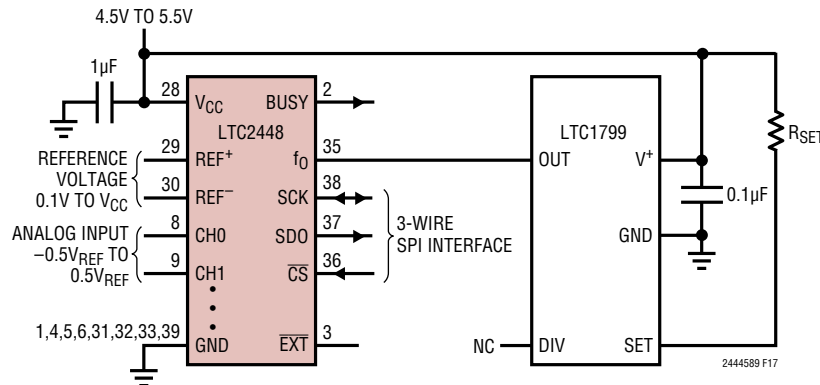 4.5V TO 5.5V
1µF
28
VCC
BUSY
2
LTC2448
LTC1799
RSET
29
REF+
fO
35
OUT
V+
REFERENCE
VOLTAGE
0.1V TO VCC
30
REF–
SCK
38
0.1µF
8
CH0
SDO
37
3-WIRE
SPI INTERFACE
GND
ANALOG INPUT
–0.5VREF TO
0.5VREF
9
CH1
CS
36
1,4,5,6,31,32,33,39
GND
EXT
3
NC
DIV
SET
2444589 F17